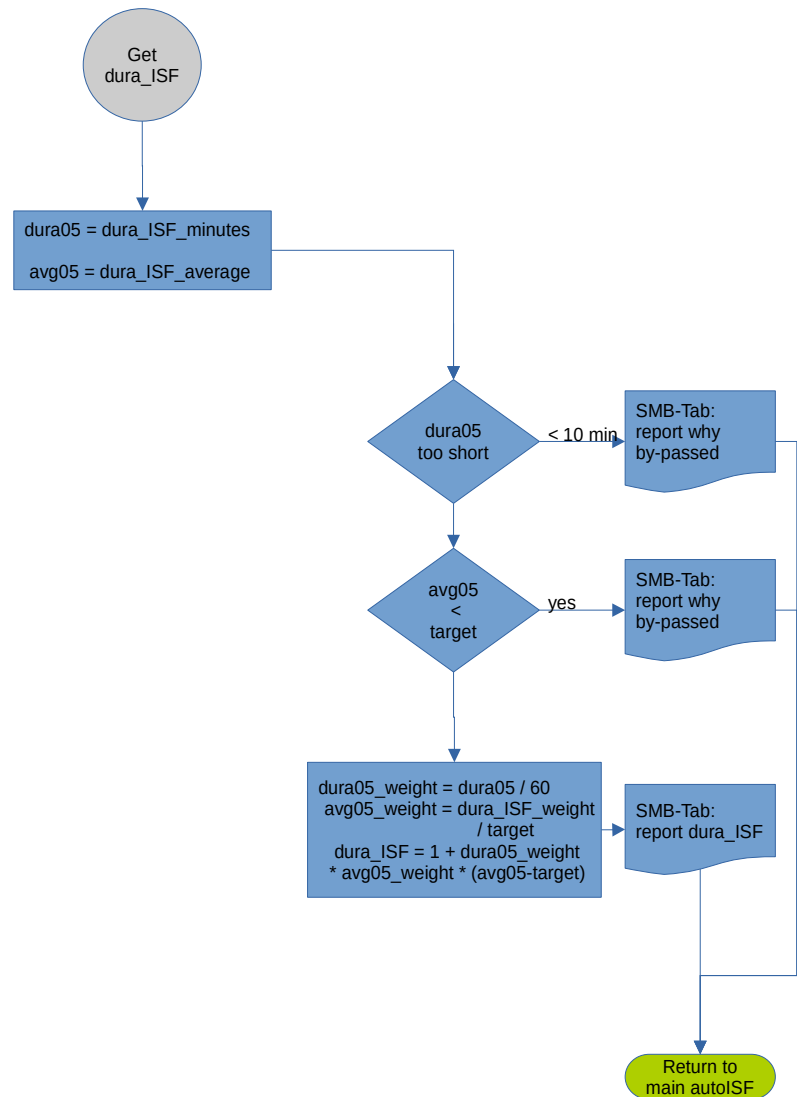 Get
dura_ISF
dura05 = dura_ISF_minutes
avg05 = dura_ISF_average
dura05
too short
< 10 min
SMB-Tab:
report why
by-passed
avg05
<
target
yes
SMB-Tab:
report why
by-passed
dura05_weight = dura05 / 60
avg05_weight = dura_ISF_weight
/ target
dura_ISF = 1 + dura05_weight
* avg05_weight * (avg05-target)
SMB-Tab:
report dura_ISF
Return to
main autoISF